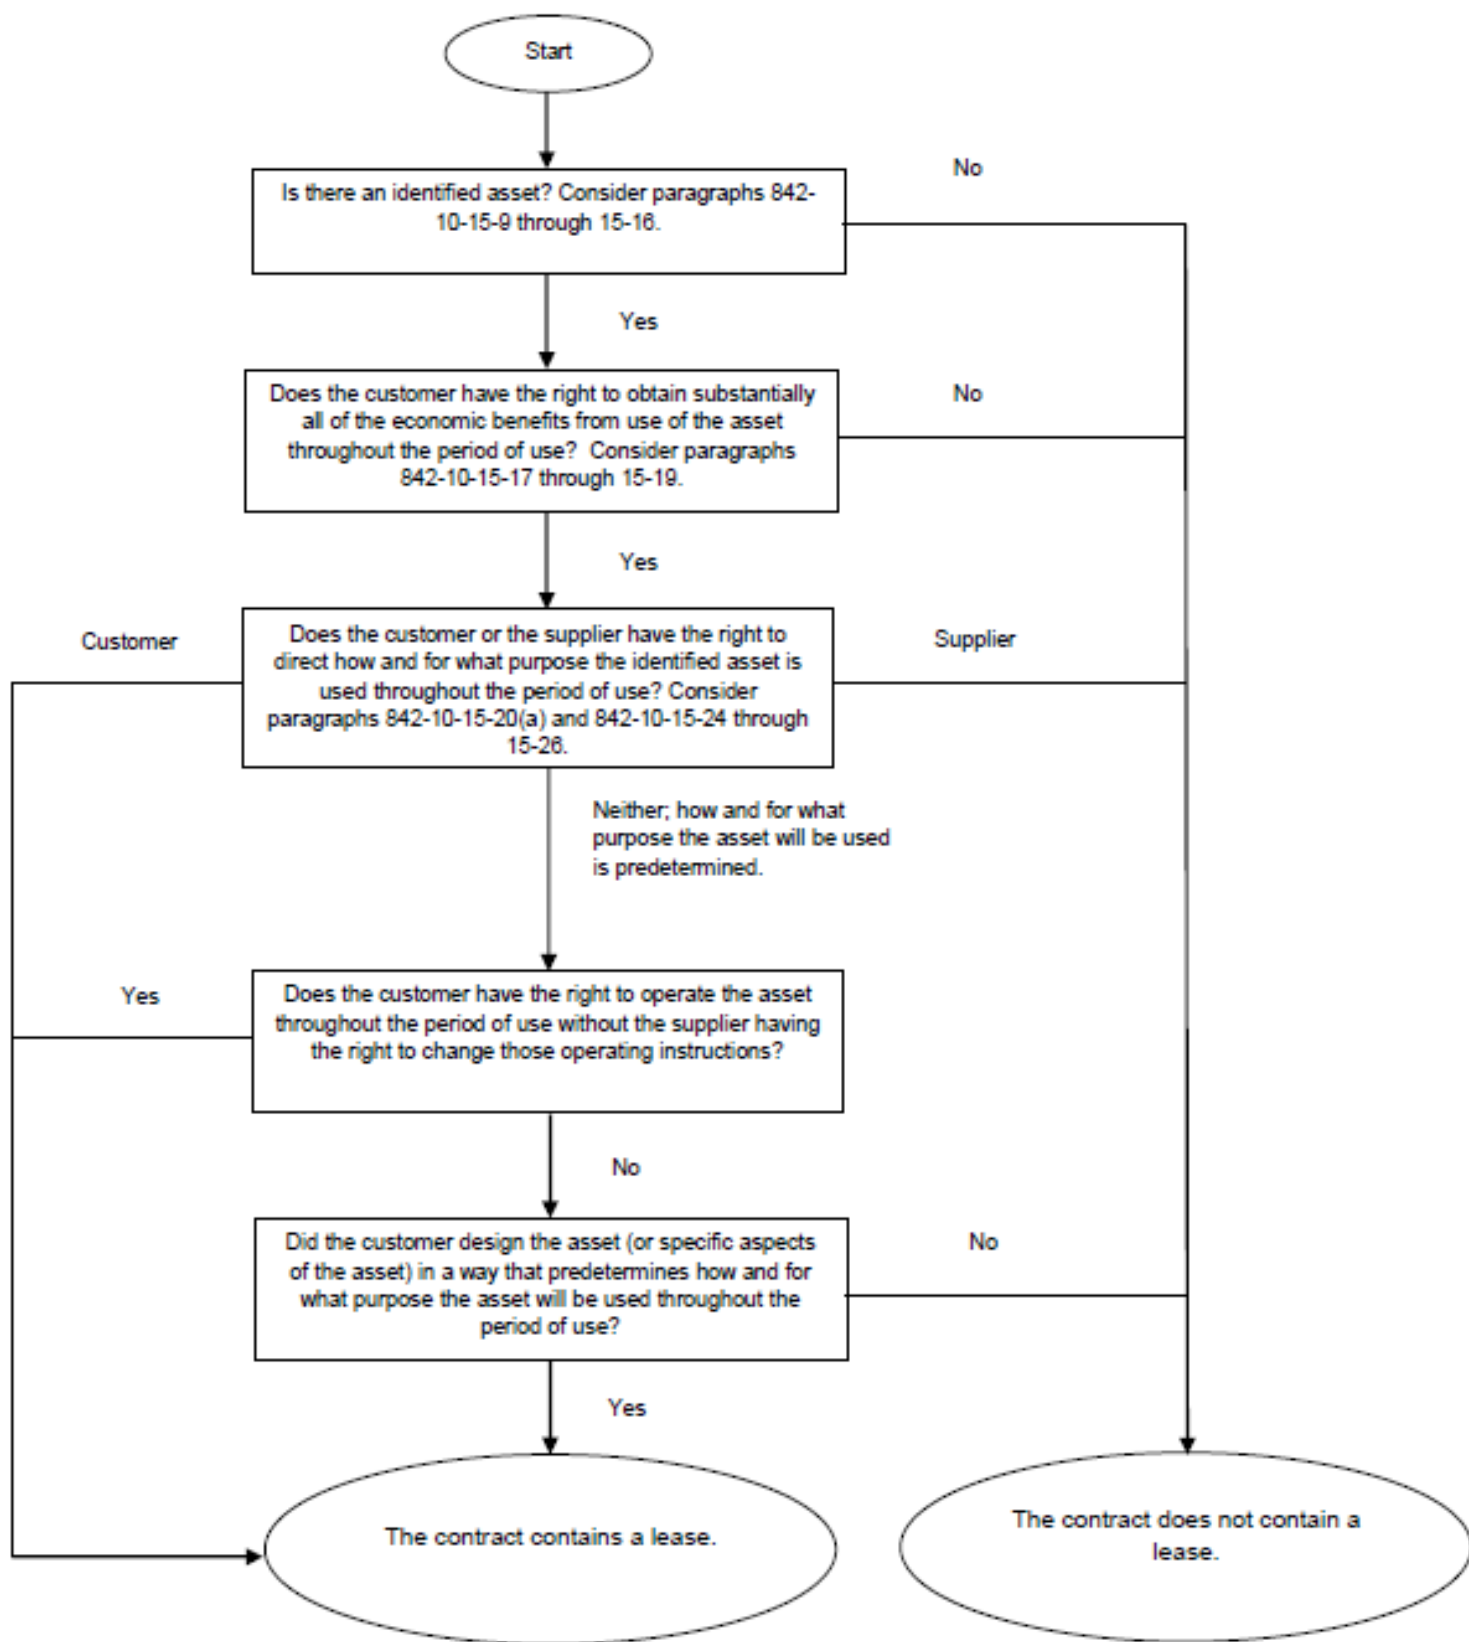 Start
No
Is there an identified asset? Consider paragraphs 842-
10-15-9 through 15-16.
Yes
Does the customer have the right to obtain substantially
all of the economic benefits from use of the asset
throughout the period of use?  Consider paragraphs
842-10-15-17 through 15-19.
No
Yes
Customer
Does the customer or the supplier have the right to
direct how and for what purpose the identified asset is
used throughout the period of use? Consider
paragraphs 842-10-15-20(a) and 842-10-15-24 through
15-26.
Supplier
Neither; how and for what
purpose the asset will be used
is predetermined.
Yes
Does the customer have the right to operate the asset
throughout the period of use without the supplier having
the right to change those operating instructions?
No
Did the customer design the asset (or specific aspects
of the asset) in a way that predetermines how and for
what purpose the asset will be used throughout the
period of use?
No
Yes
The contract contains a lease.
The contract does not contain a
lease.